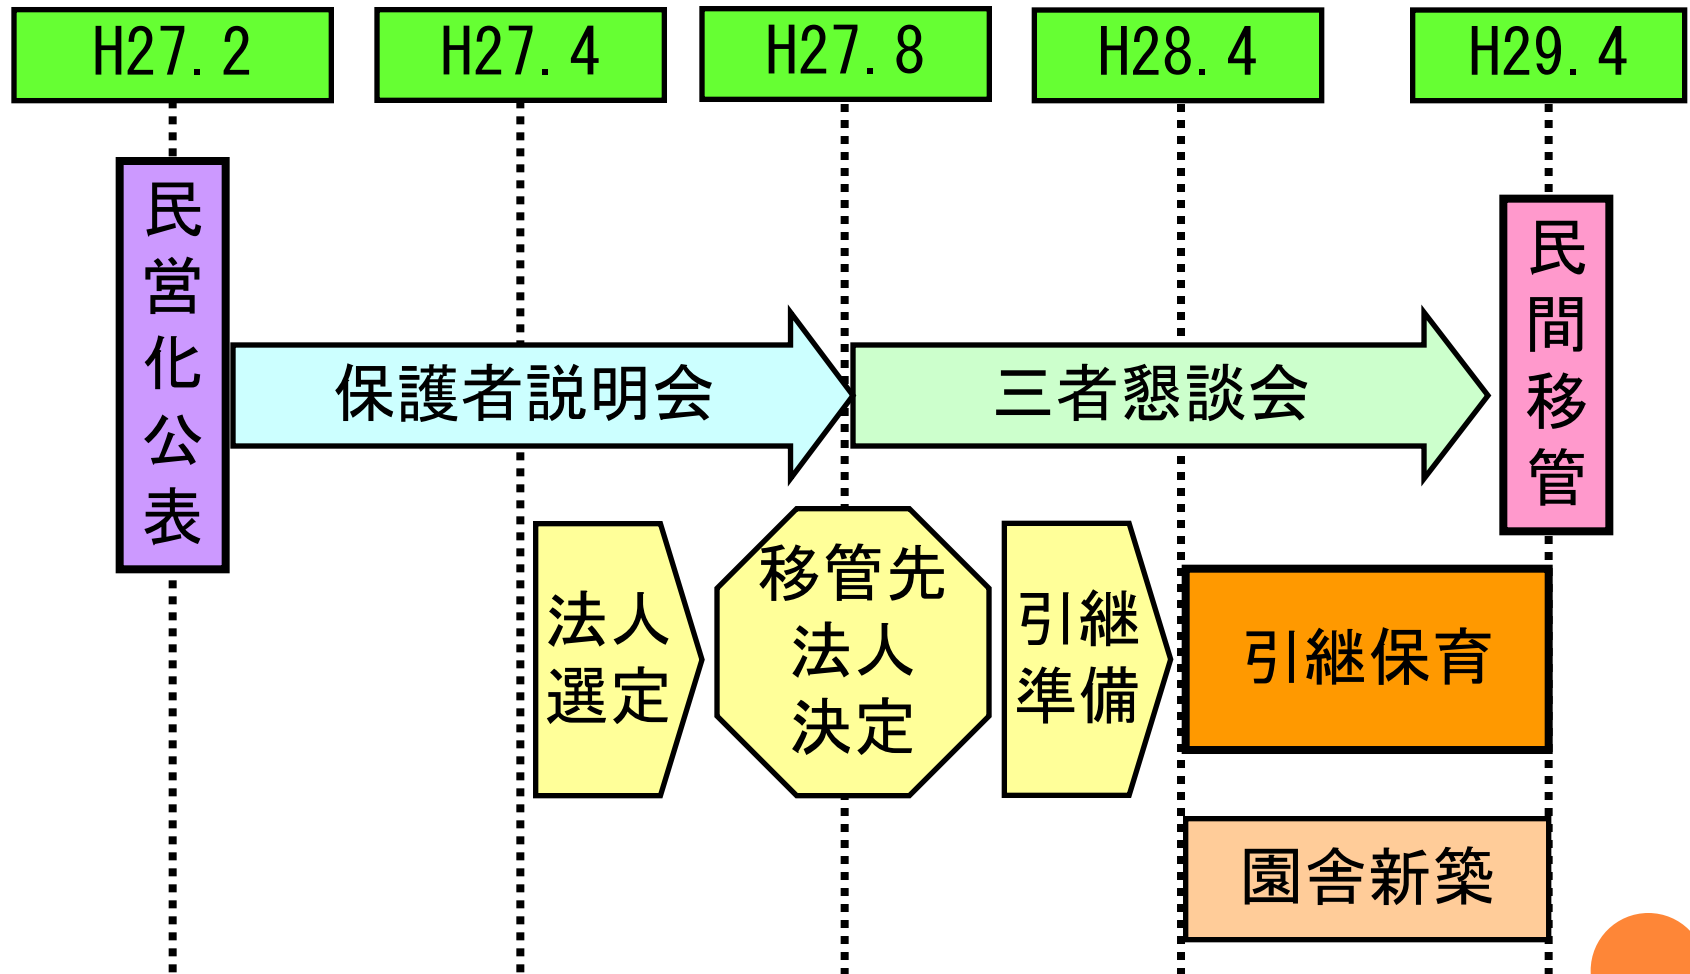 H27.2
H27.4
H27.8
H28.4
H29.4
民営化公表
保護者説明会
三者懇談会
民間移管
法人
選定
移管先
法人
決定
引継
準備
引継保育
園舎新築